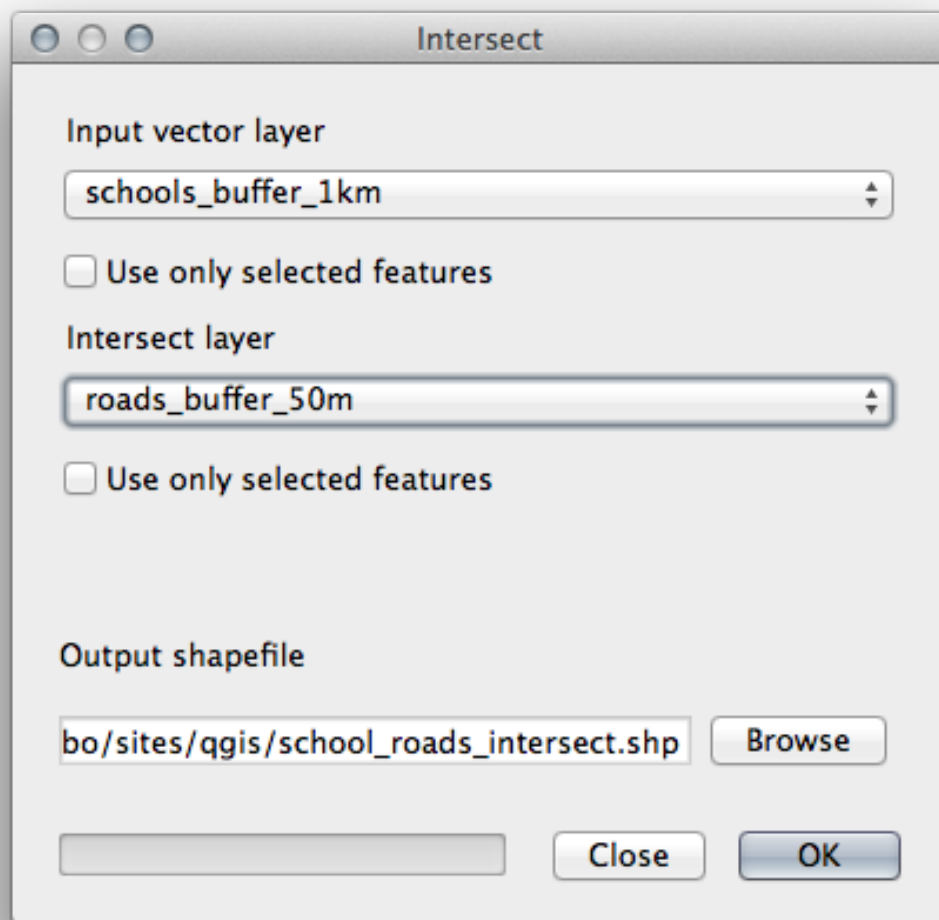 Intersect
Input vector layer
schools_buffer_1km
Use only selected features
Intersect layer
roads_buffer_50m
Use only selected features
Output shapefile
bo/sites/qgis/school_roads_intersect.shp
Browse
Close
OK